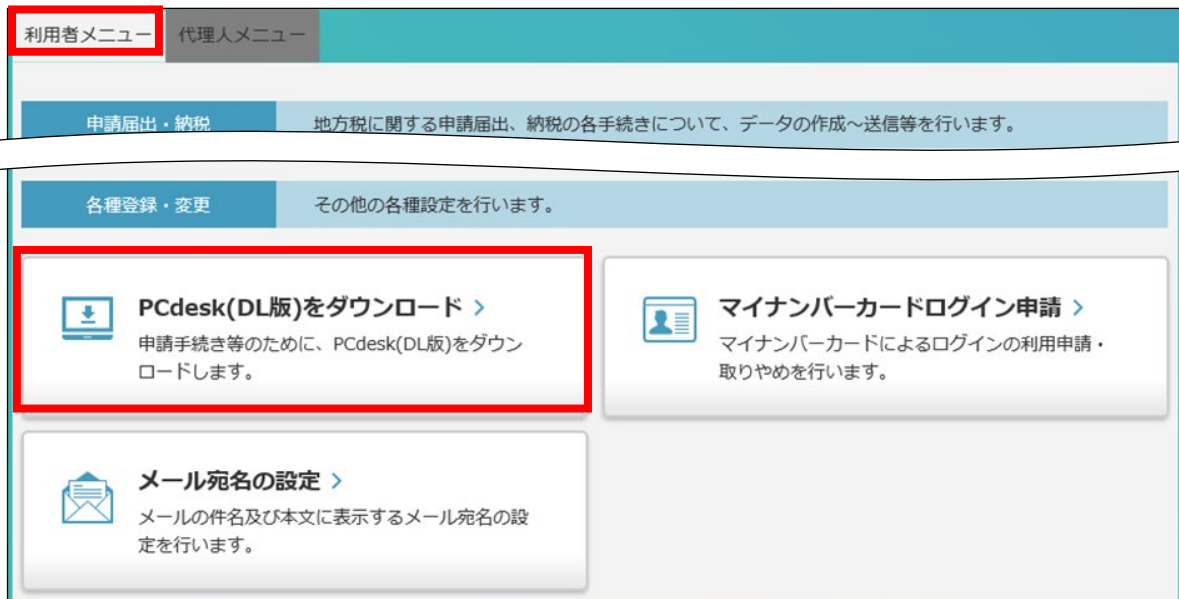 利用者メニュー
代理人メニュー
申請届出・納税
地方税に関する申請届出、納税の各手続きについて、データの作成～送信等を行います。
各種登録・変更
その他の各種設定を行います。
PCdesk(DL版)をダウンロード >
申請手続き等のために、PCdesk(DL版)をダウン
ロードします。
マイナンバーカードログイン申請 >
マイナンバーカードによるログインの利用申請・
取りやめを行います。
メール宛名の設定 >
メールの件名及び本文に表示するメール宛名の設
定を行います。